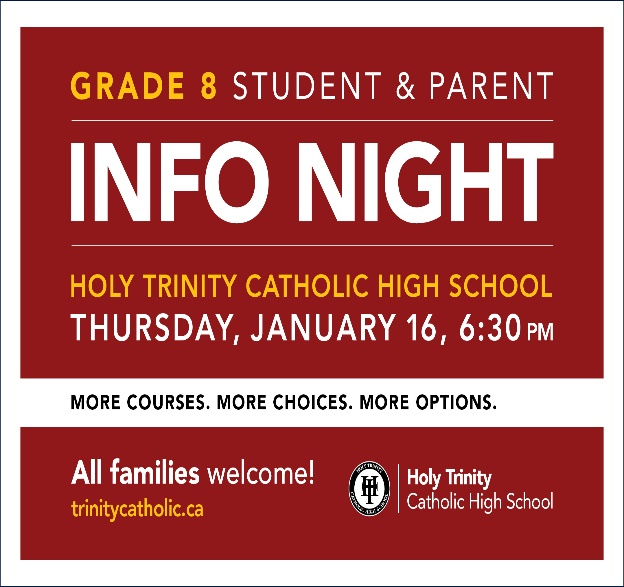 GRADE 8 STUDENT & PARENT
INFO NIGHT
HOLY TRINITY CATHOLIC HIGH SCHOOL
THURSDAY, JANUARY 16, 6:30 PM
MORE COURSES. MORE CHOICES. MORE OPTIONS.
All families welcome!
trinitycatholic.ca
Holy Trinity
Catholic High School